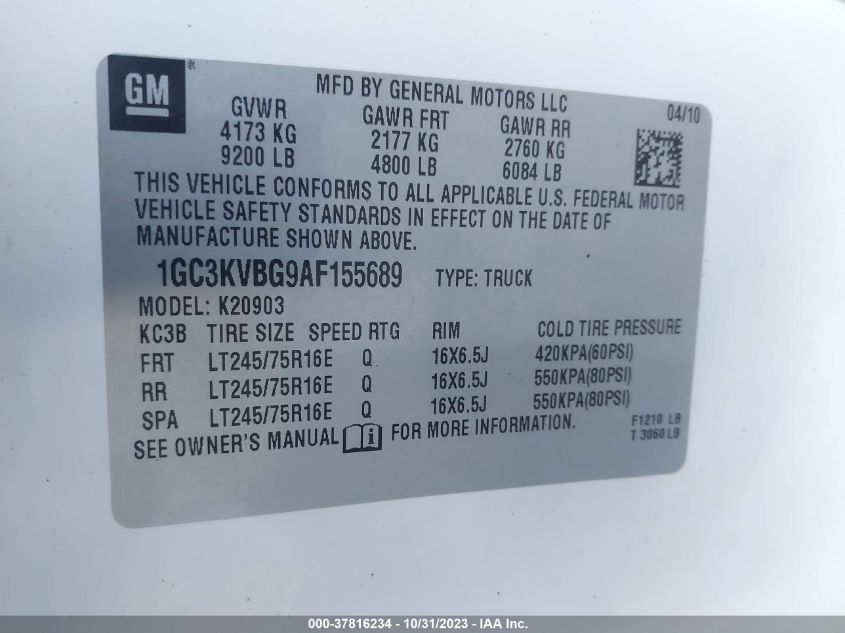 GM®
MFD BY GENERAL MOTORS LLC
04/10
GVWR GAWR FRT GAWR RR
4173 KG 2177 KG 2760 KG
9200 LB 4800 LB 6084 LB
THIS VEHICLE CONFORMS TO ALL APPLICABLE U.S. FEDERAL MOTOR
VEHICLE SAFETY STANDARDS IN EFFECT ON THE DATE OF
MANUFACTURE SHOWN ABOVE.
1GC3KVBG9AF155689 TYPE: TRUCK
MODEL: K20903
KC3B TIRE SIZE SPEED RTG RIM COLD TIRE PRESSURE
FRT LT245/75R16E Q 16X6.5J 420KPA(60PSI)
RR LT245/75R16E Q 16X6.5J 550KPA(80PSI)
SPA LT245/75R16E Q 16X6.5J 550KPA(80PSI)
SEE OWNER'S MANUAL i FOR MORE INFORMATION.
F1210 LB
T 3060 LB
000-37816234 - 10/31/2023 - IAA Inc.